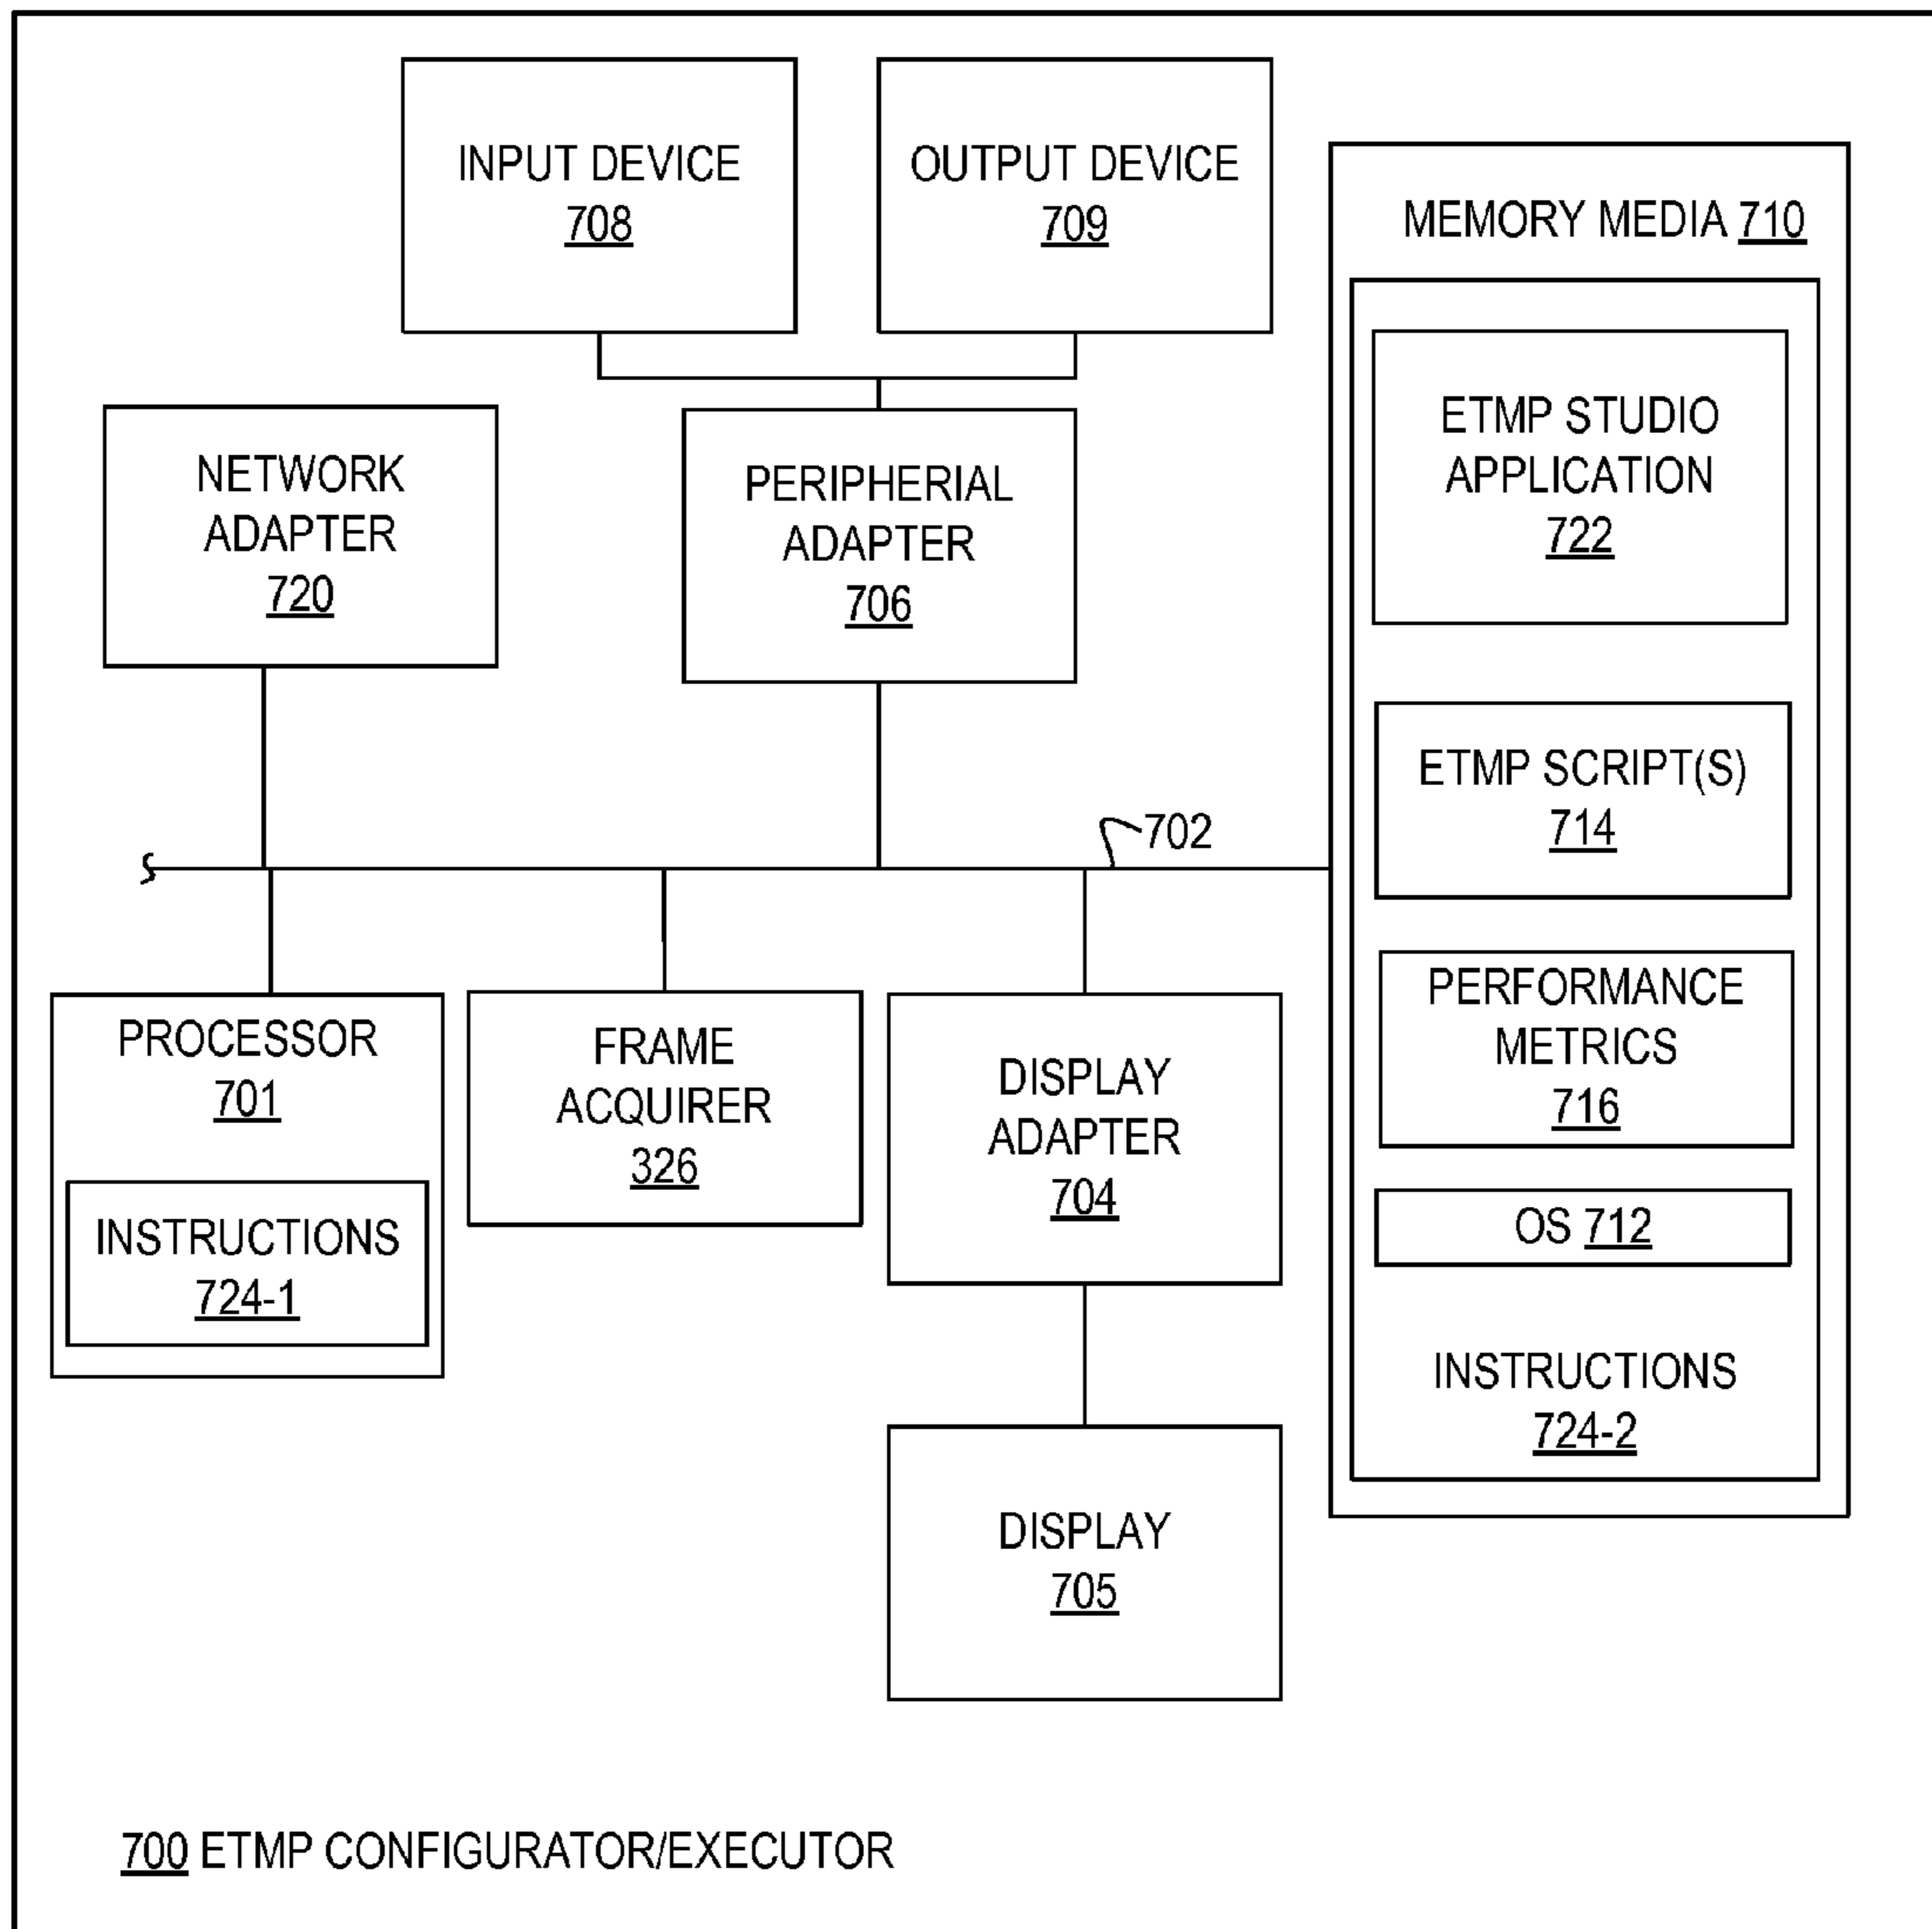 INPUT DEVICE
708
OUTPUT DEVICE
709
MEMORY MEDIA 710
ETMP STUDIO
APPLICATION
722
NETWORK
ADAPTER
720
PERIPHERIAL
ADAPTER
706
ETMP SCRIPT(S)
714
702
PERFORMANCE
METRICS
716
PROCESSOR
701
INSTRUCTIONS
724-1
FRAME
ACQUIRER
326
DISPLAY
ADAPTER
704
OS 712
INSTRUCTIONS
724-2
DISPLAY
705
700 ETMP CONFIGURATOR/EXECUTOR